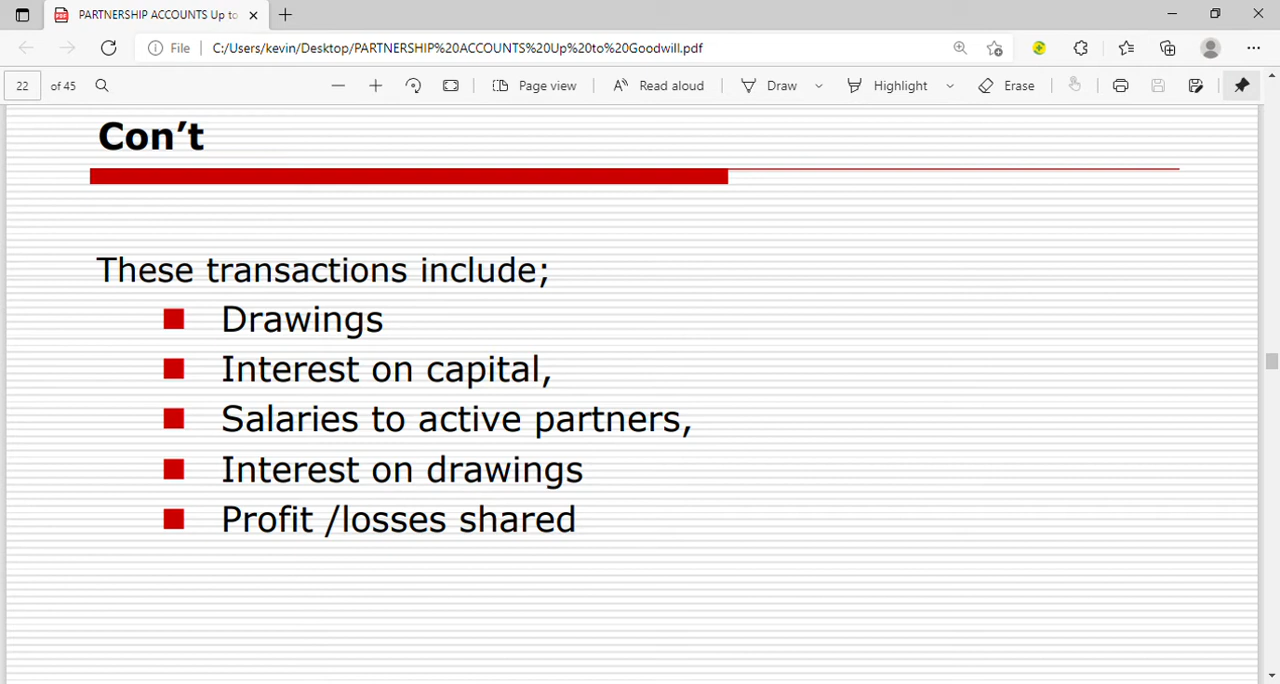 PARTNERSHIP ACCOUNTS Up to
File
C:/Users/kevin/Desktop/PARTNERSHIP%20ACCOUNTS%20Up%20to%20Goodwill.pdf
22 of 45
Page view
Read aloud
Draw
Highlight
Erase
Con’t
These transactions include;
Drawings
Interest on capital,
Salaries to active partners,
Interest on drawings
Profit /losses shared